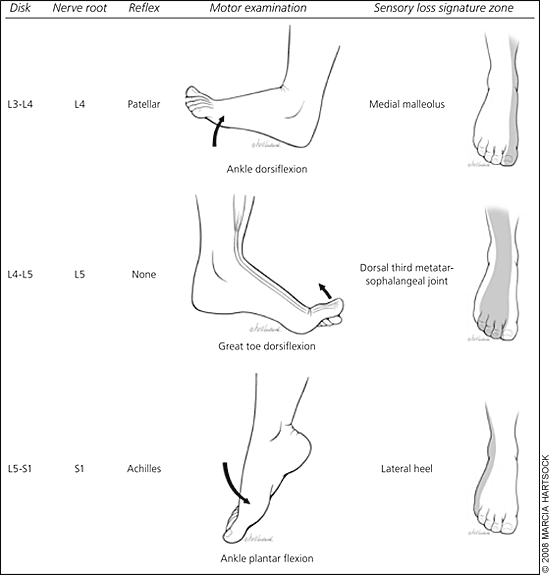 Disk Nerve root Reflex Motor examination Sensory loss signature zone
L3-L4 L4 Patellar Medial malleolus
Ankle dorsiflexion
L4-L5 L5 None Dorsal third metatar-
sophalangeal joint
Great toe dorsiflexion
L5-S1 S1 Achilles Lateral heel
Ankle plantar flexion
© 2008 MARCIA HARTSOCK